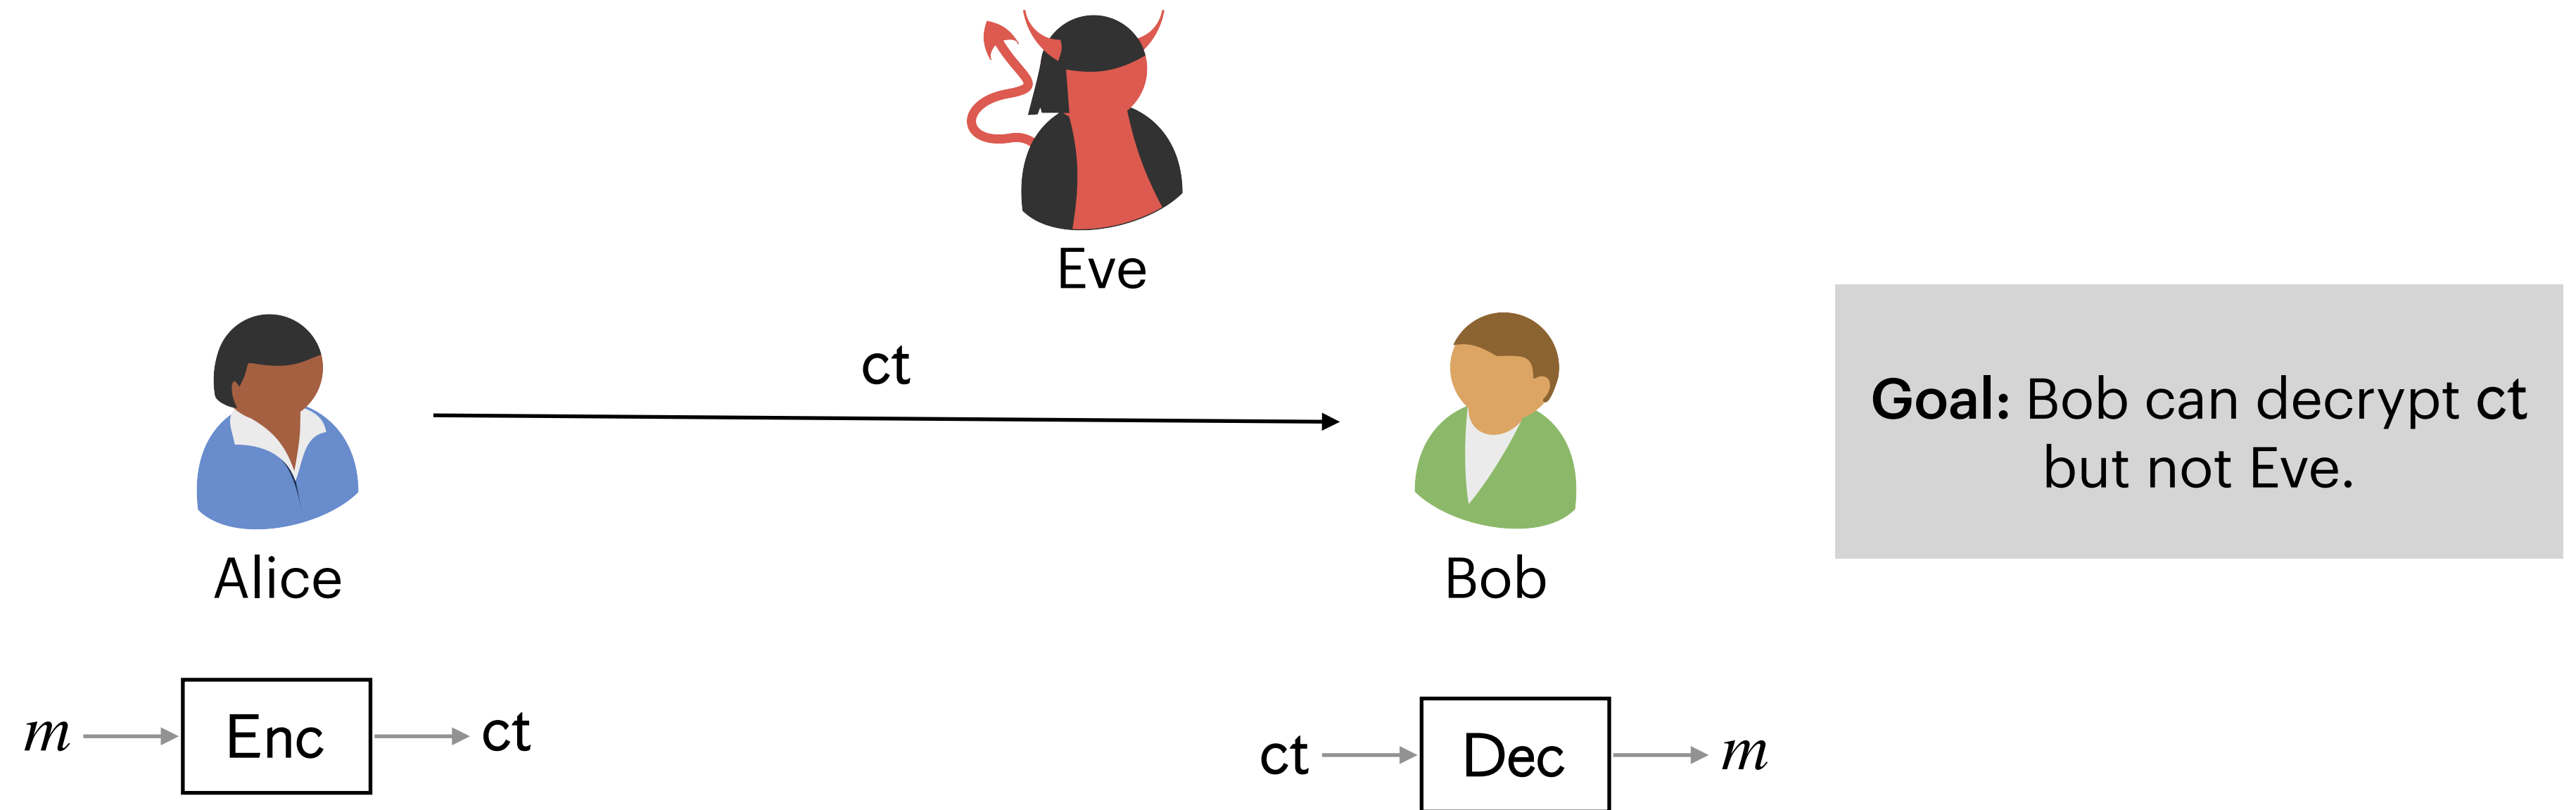 Eve
ct
Goal: Bob can decrypt ct
but not Eve.
Alice
Bob
m Enc ct
ct Dec m